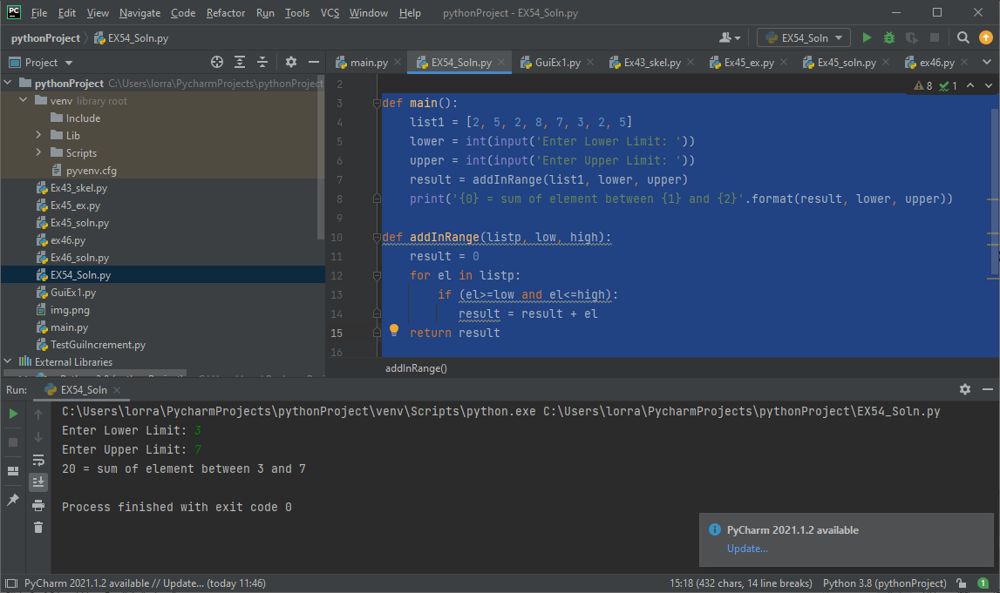 PC File Edit View Navigate Code Refactor Run Tools VCS Window Help pythonProject - EX54_Soln.py
pythonProject EX54_Soln.py EX54_Soln
Project main.py EX54_Soln.py GuiEx1.py Ex43_skel.py Ex45_ex.py Ex45_soln.py ex46.py
pythonProject C:\Users\lorra\PycharmProjects\pythonProject
venv library root
Include
Lib
Scripts
pyvenv.cfg
Ex43_skel.py
Ex45_ex.py
Ex45_soln.py
ex46.py
Ex46_soln.py
EX54_Soln.py
GuiEx1.py
img.png
main.py
TestGuiIncrement.py
External Libraries
8 1
2
3 def main():
4 list1 = [2, 5, 2, 8, 7, 3, 2, 5]
5 lower = int(input('Enter Lower Limit: '))
6 upper = int(input('Enter Upper Limit: '))
7 result = addInRange(list1, lower, upper)
8 print('{0} = sum of element between {1} and {2}'.format(result, lower, upper))
9
10 def addInRange(listp, low, high):
11 result = 0
12 for el in listp:
13 if (el>=low and el<=high):
14 result = result + el
15 return result
16
addInRange()
Run: EX54_Soln
C:\Users\lorra\PycharmProjects\pythonProject\venv\Scripts\python.exe C:\Users\lorra\PycharmProjects\pythonProject\EX54_Soln.py
Enter Lower Limit: 3
Enter Upper Limit: 7
20 = sum of element between 3 and 7
Process finished with exit code 0
PyCharm 2021.1.2 available
Update...
PyCharm 2021.1.2 available // Update... (today 11:46) 15:18 (432 chars, 14 line breaks) Python 3.8 (pythonProject) 1